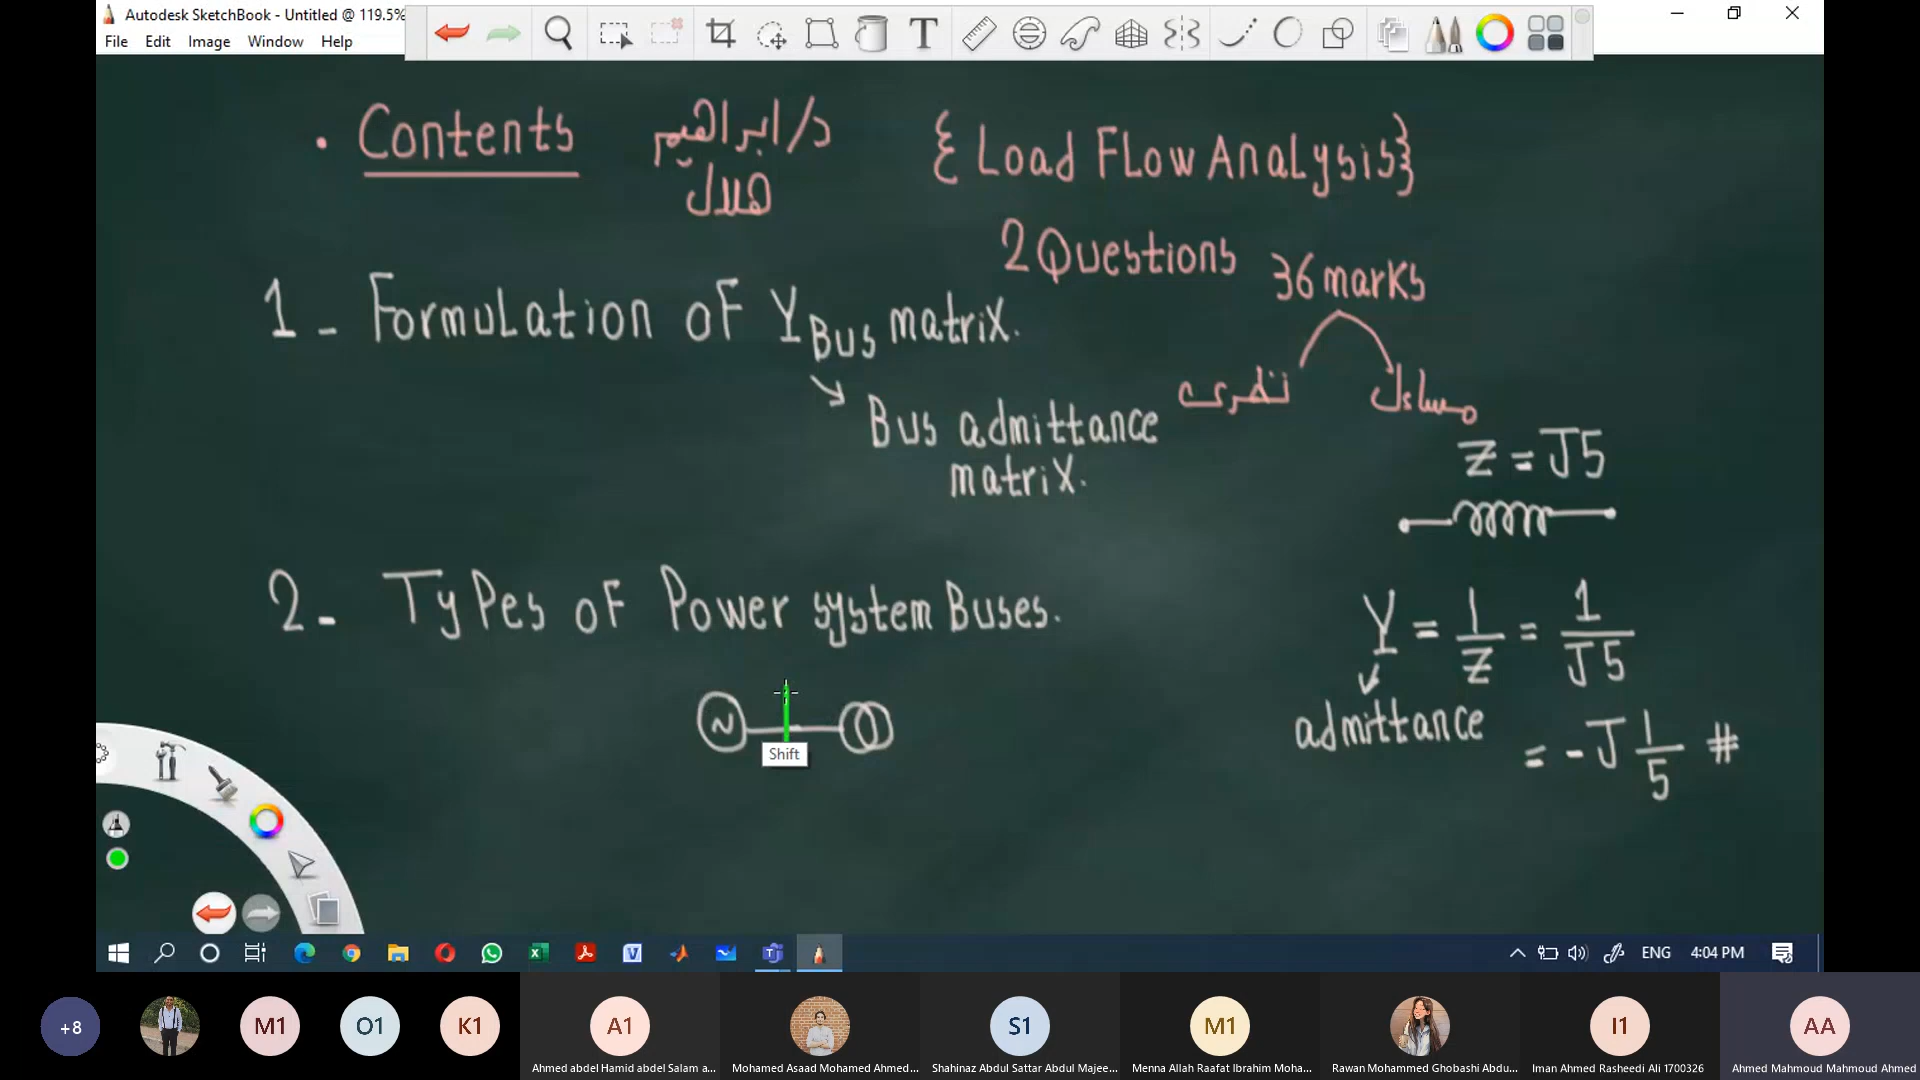 Autodesk SketchBook - Untitled @ 119.5%
File Edit Image Window Help
• Contents
د/ ابراهيم
هلال
{ Load Flow Analysis }
2 Questions
36 marks
نظرى
مسائل
1 - Formulation of Y Bus matrix.
Bus admittance
matrix.
Z = J5
2 - Types of Power system Buses.
Y = 1/Z = 1/J5
admittance
= - J 1/5 #
Shift
ENG 4:04 PM
+8
M1
O1
K1
A1
S1
M1
I1
AA
Ahmed abdel Hamid abdel Salam a...
Mohamed Asaad Mohamed Ahmed...
Shahinaz Abdul Sattar Abdul Majee...
Menna Allah Raafat Ibrahim Moha...
Rawan Mohammed Ghobashi Abdu...
Iman Ahmed Rasheedi Ali 1700326
Ahmed Mahmoud Mahmoud Ahmed